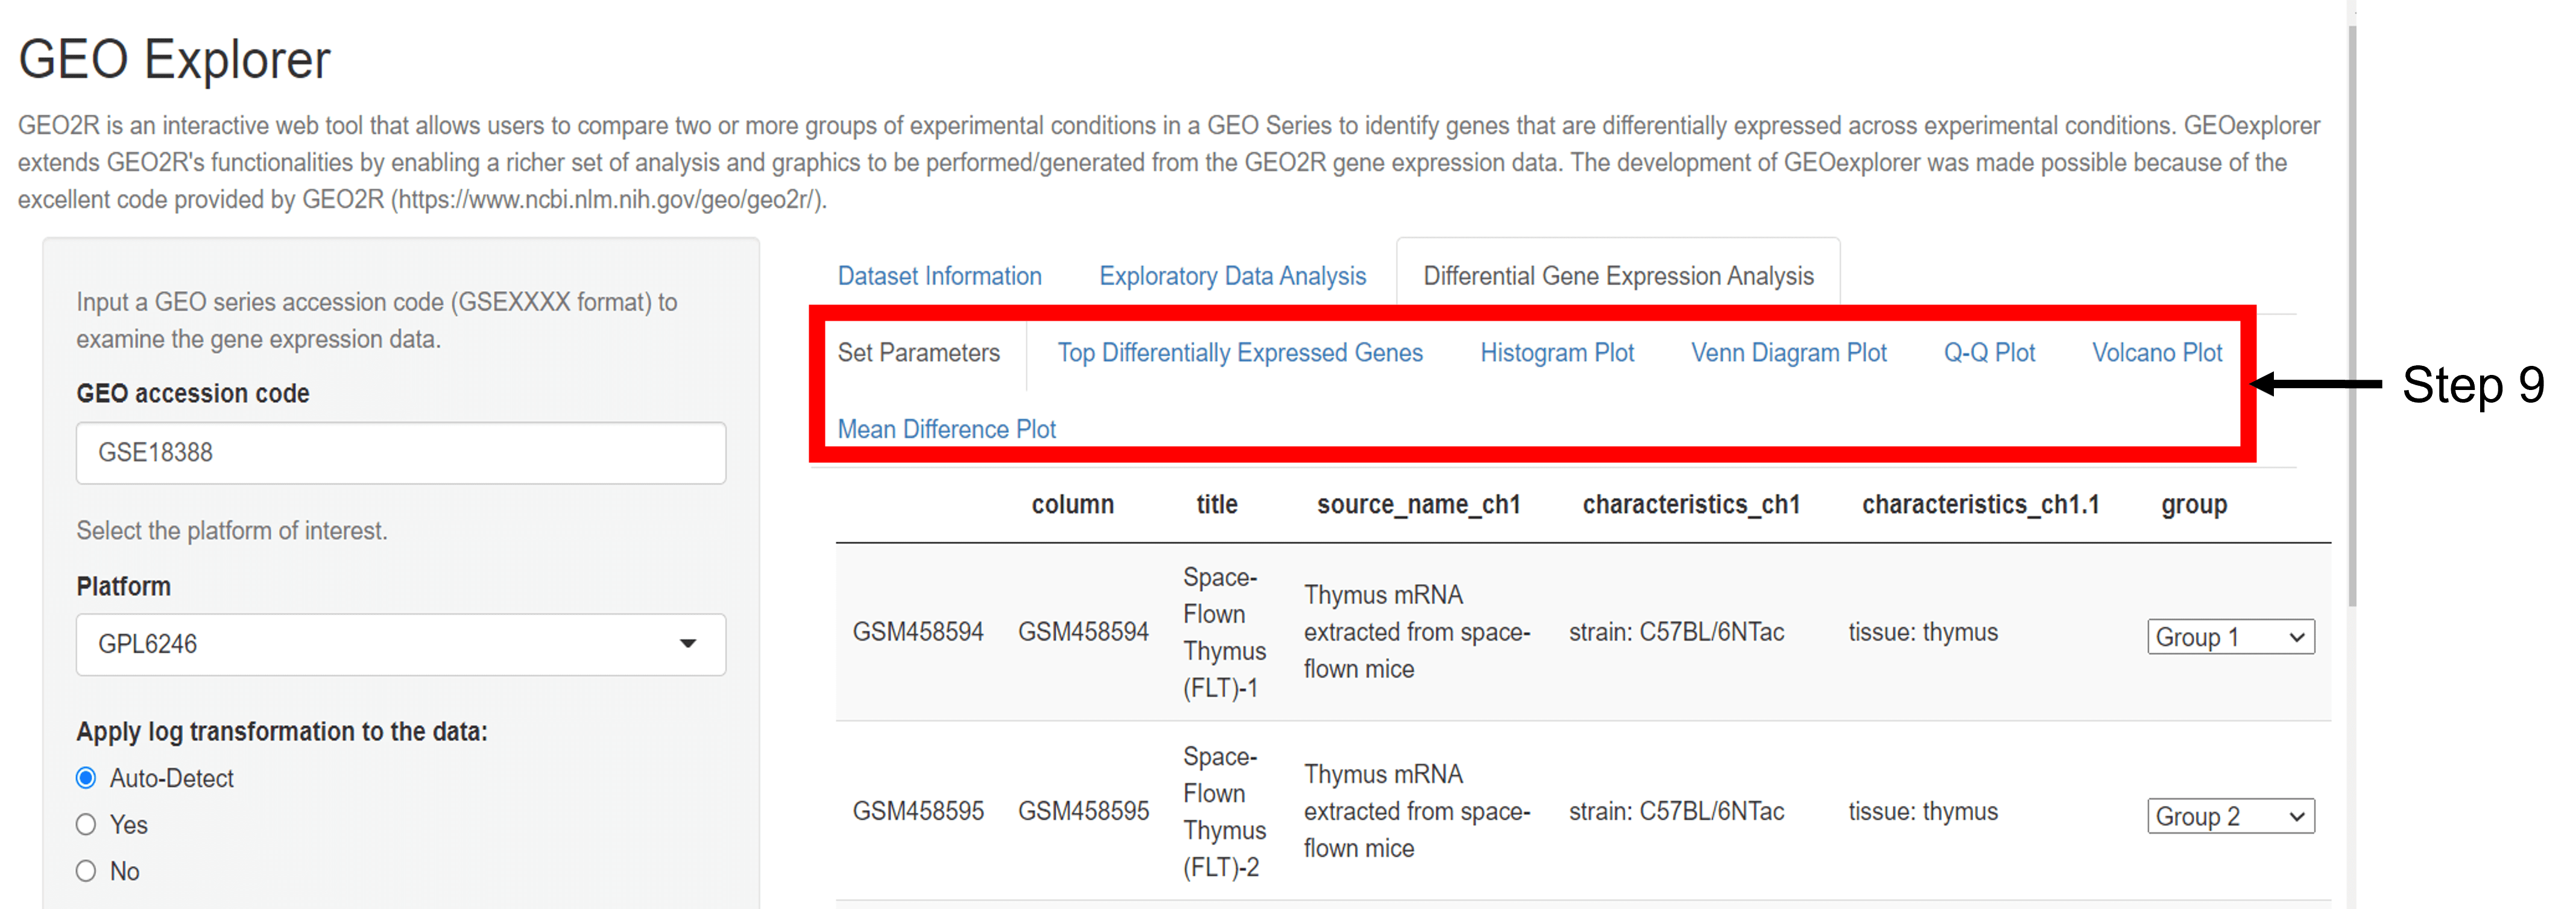 GEO Explorer
GEO2R is an interactive web tool that allows users to compare two or more groups of experimental conditions in a GEO Series to identify genes that are differentially expressed across experimental conditions. GEOexplorer
extends GEO2R's functionalities by enabling a richer set of analysis and graphics to be performed/generated from the GEO2R gene expression data. The development of GEOexplorer was made possible because of the
excellent code provided by GEO2R (https://www.ncbi.nlm.nih.gov/geo/geo2r/).
Input a GEO series accession code (GSEXXXX format) to
examine the gene expression data.
GEO accession code
GSE18388
Select the platform of interest.
Platform
GPL6246
Apply log transformation to the data:
Auto-Detect
Yes
No
Dataset Information Exploratory Data Analysis Differential Gene Expression Analysis
Set Parameters Top Differentially Expressed Genes Histogram Plot Venn Diagram Plot Q-Q Plot Volcano Plot
Mean Difference Plot
Step 9
column title source_name_ch1 characteristics_ch1 characteristics_ch1.1 group
GSM458594 GSM458594
Space-
Flown
Thymus
(FLT)-1
Thymus mRNA
extracted from space-
flown mice
strain: C57BL/6NTac
tissue: thymus
Group 1
GSM458595 GSM458595
Space-
Flown
Thymus
(FLT)-2
Thymus mRNA
extracted from space-
flown mice
strain: C57BL/6NTac
tissue: thymus
Group 2